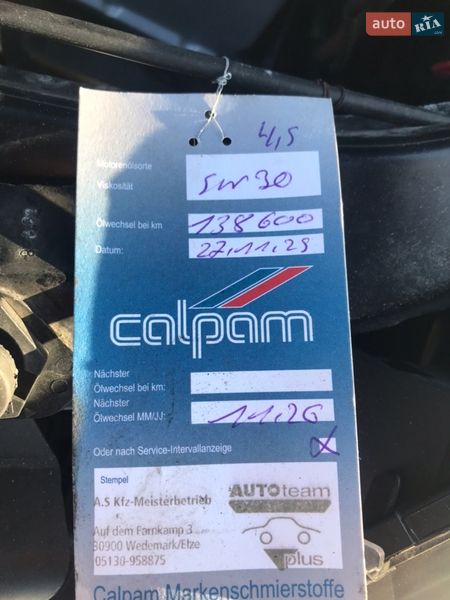 auto RIA.com
4,5
Motorenölsorte
Viskosität
5W30
Ölwechsel bei km
138600
Datum:
27.11.25
calpam
Nächster
Ölwechsel bei km:
Nächster
Ölwechsel MM/JJ:
11.26
Oder nach Service-Intervallanzeige
x
Stempel
A.S Kfz-Meisterbetrieb
Auf dem Farnkamp 3
30900 Wedemark/Elze
05130-958875
AUTOteam
plus
Calpam Markenschmierstoffe